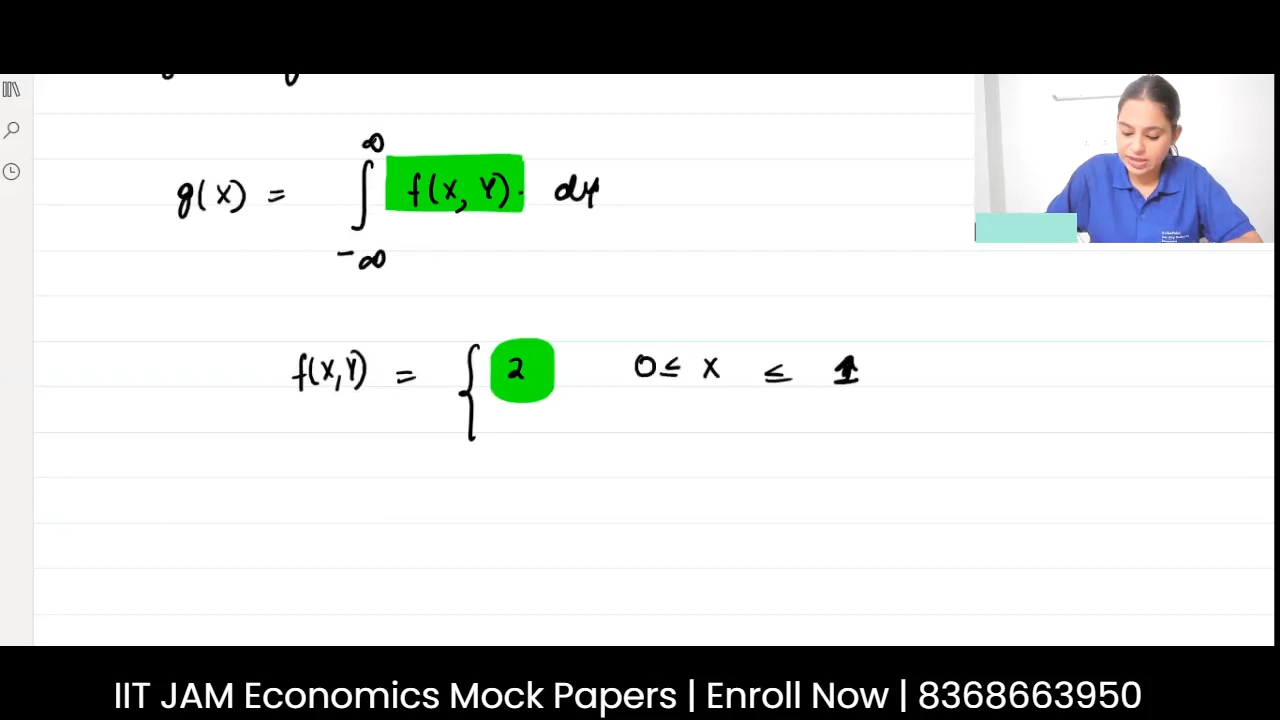 ∞
g(x) = ∫ f(x, y). dy
-∞
f(x,y) = { 2 0 ≤ x ≤ 1
IIT JAM Economics Mock Papers | Enroll Now | 8368663950